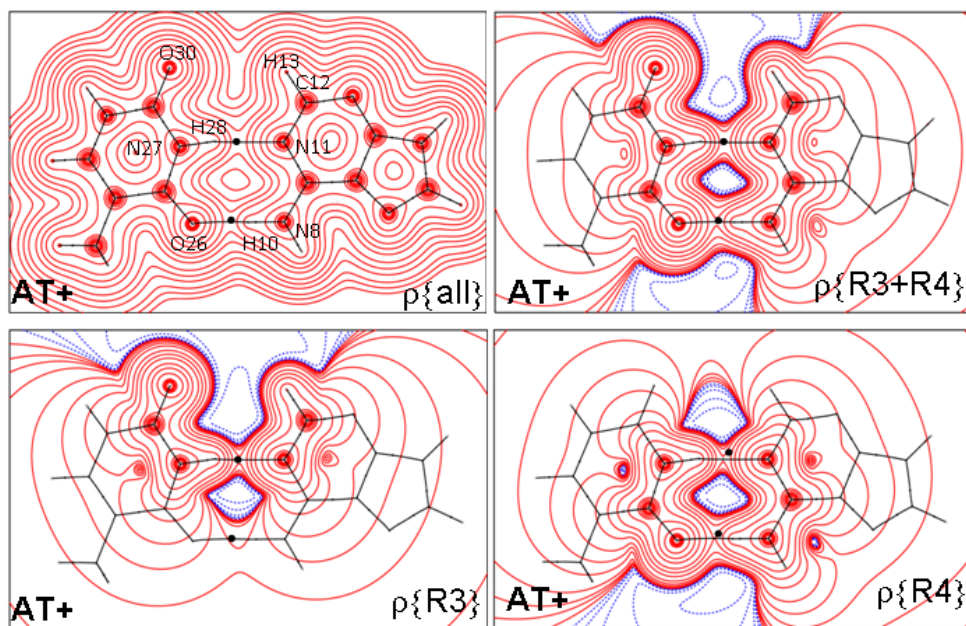 O30
H13
C12
H28
N27
N11
O26
H10
N8
AT+
ρ{all}
AT+
ρ{R3+R4}
AT+
ρ{R3}
AT+
ρ{R4}